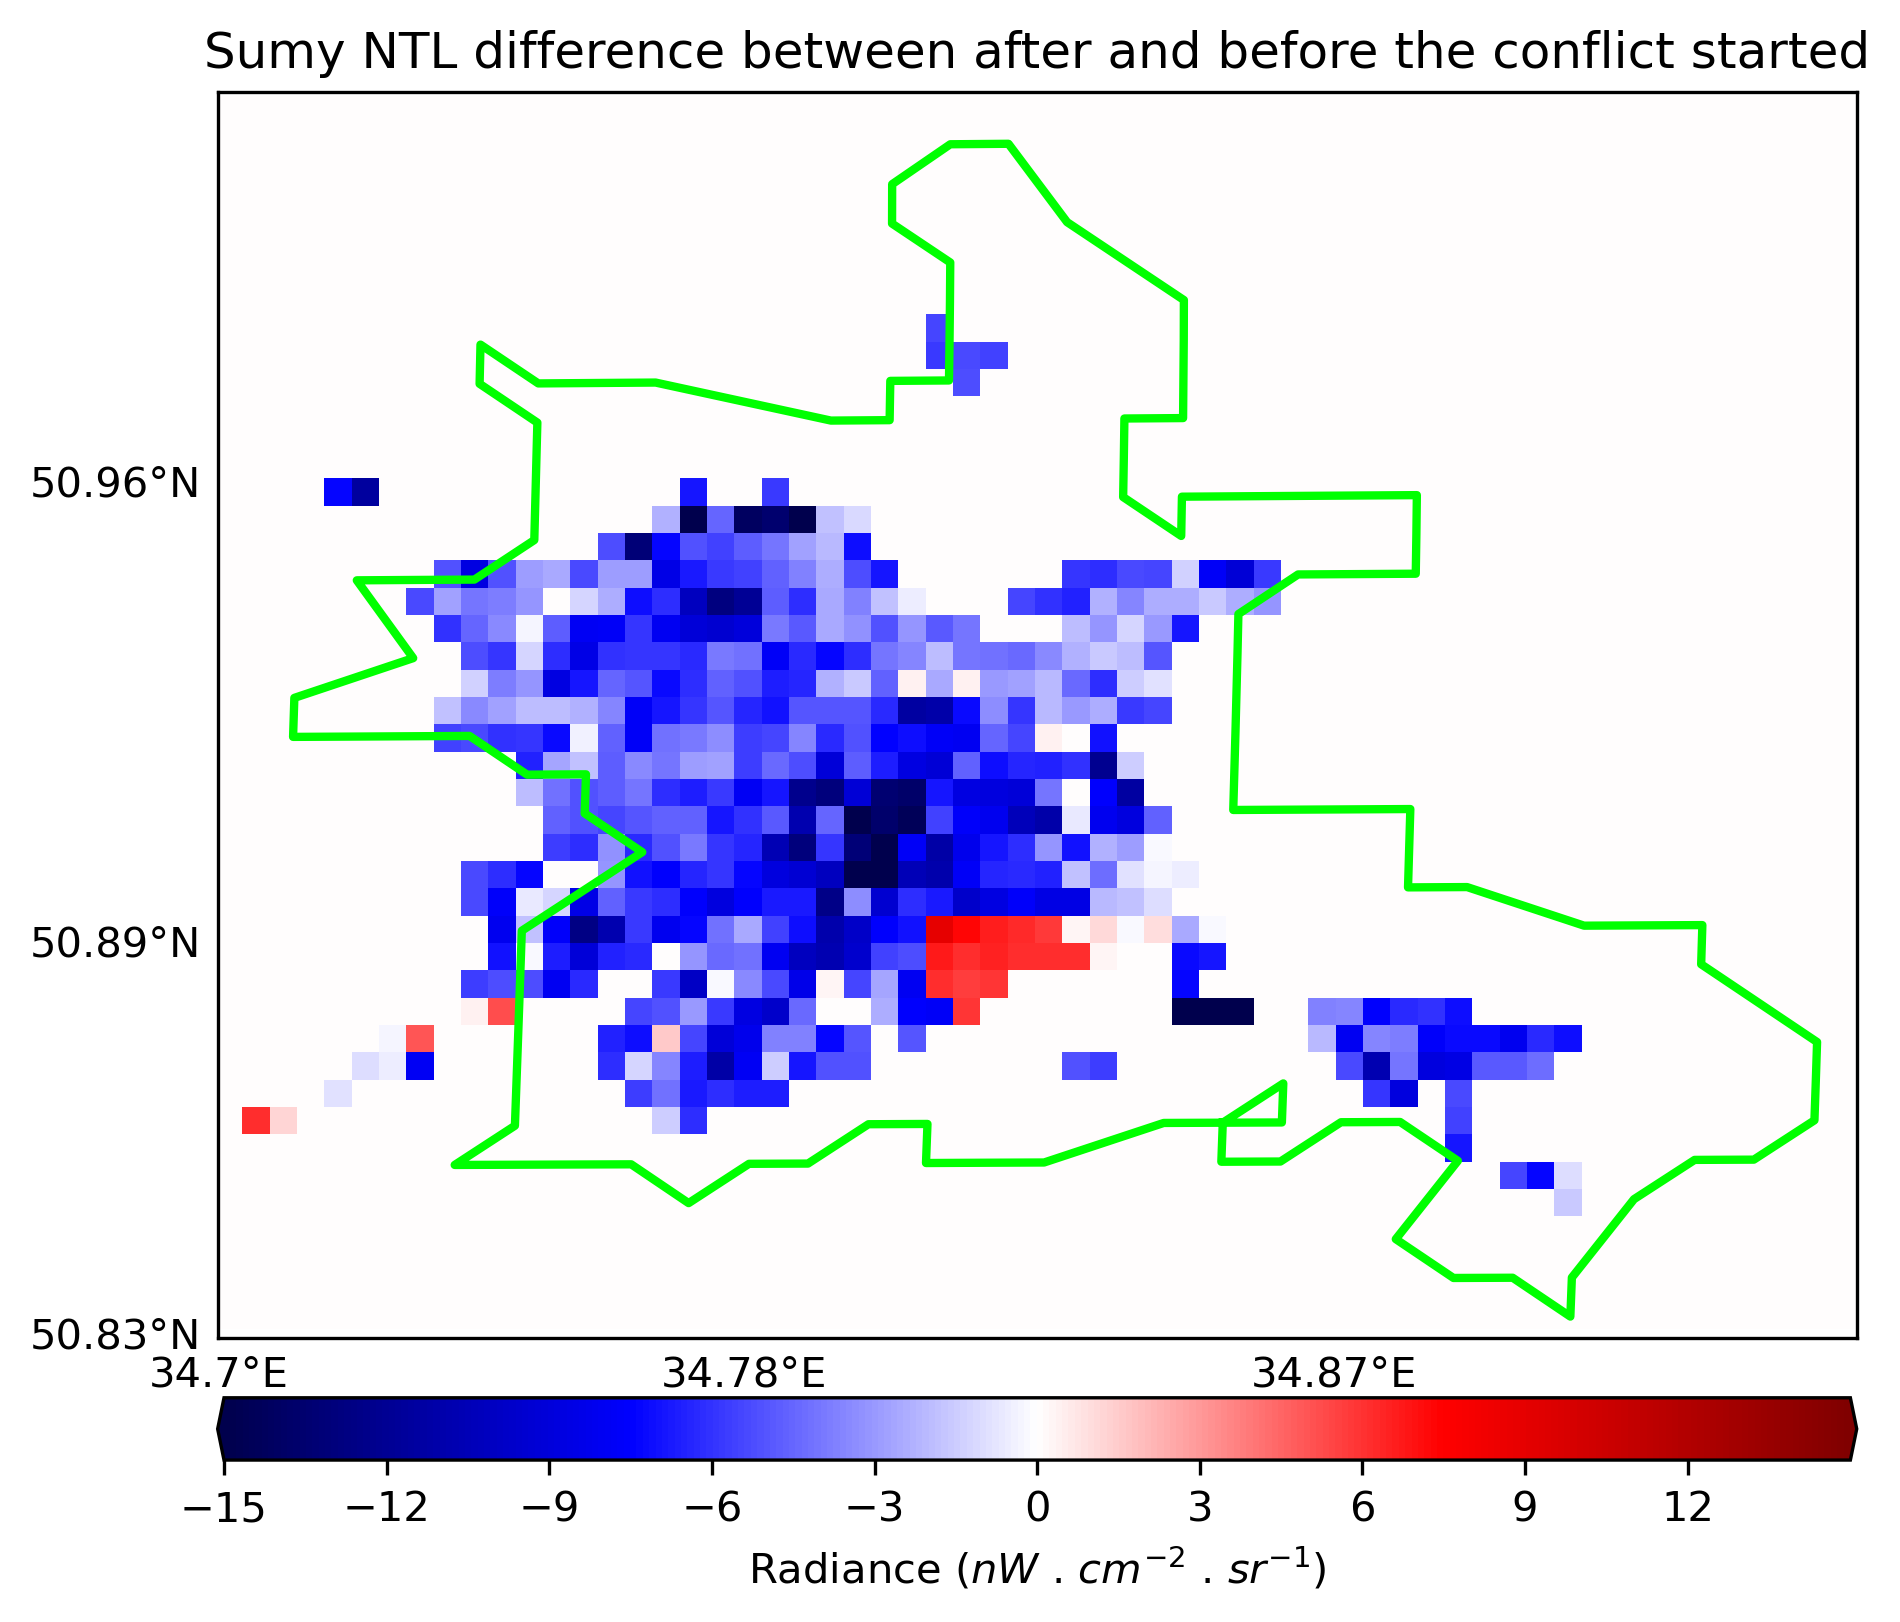 Sumy NTL difference between after and before the conflict started
50.96°N
50.89°N
50.83°N
34.7°E 34.78°E 34.87°E
−15 −12 −9 −6 −3 0 3 6 9 12
Radiance (nW . cm⁻² . sr⁻¹)